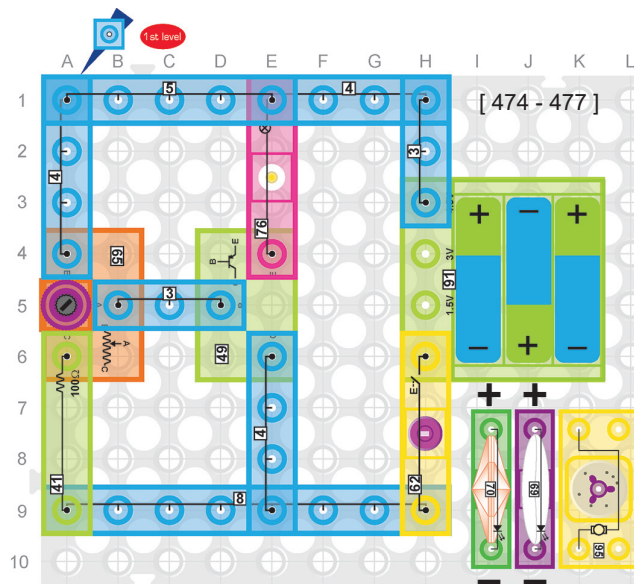 1st level
A B C D E F G H I J K L
1 5 4 [ 474 - 477 ]
2
4 3
3
76
4 65 B E 3V
16
5 3 A 1.5V
6 A 49 E
100Ω C + +
7
4
8 70 69
41 62
9 8
95
10